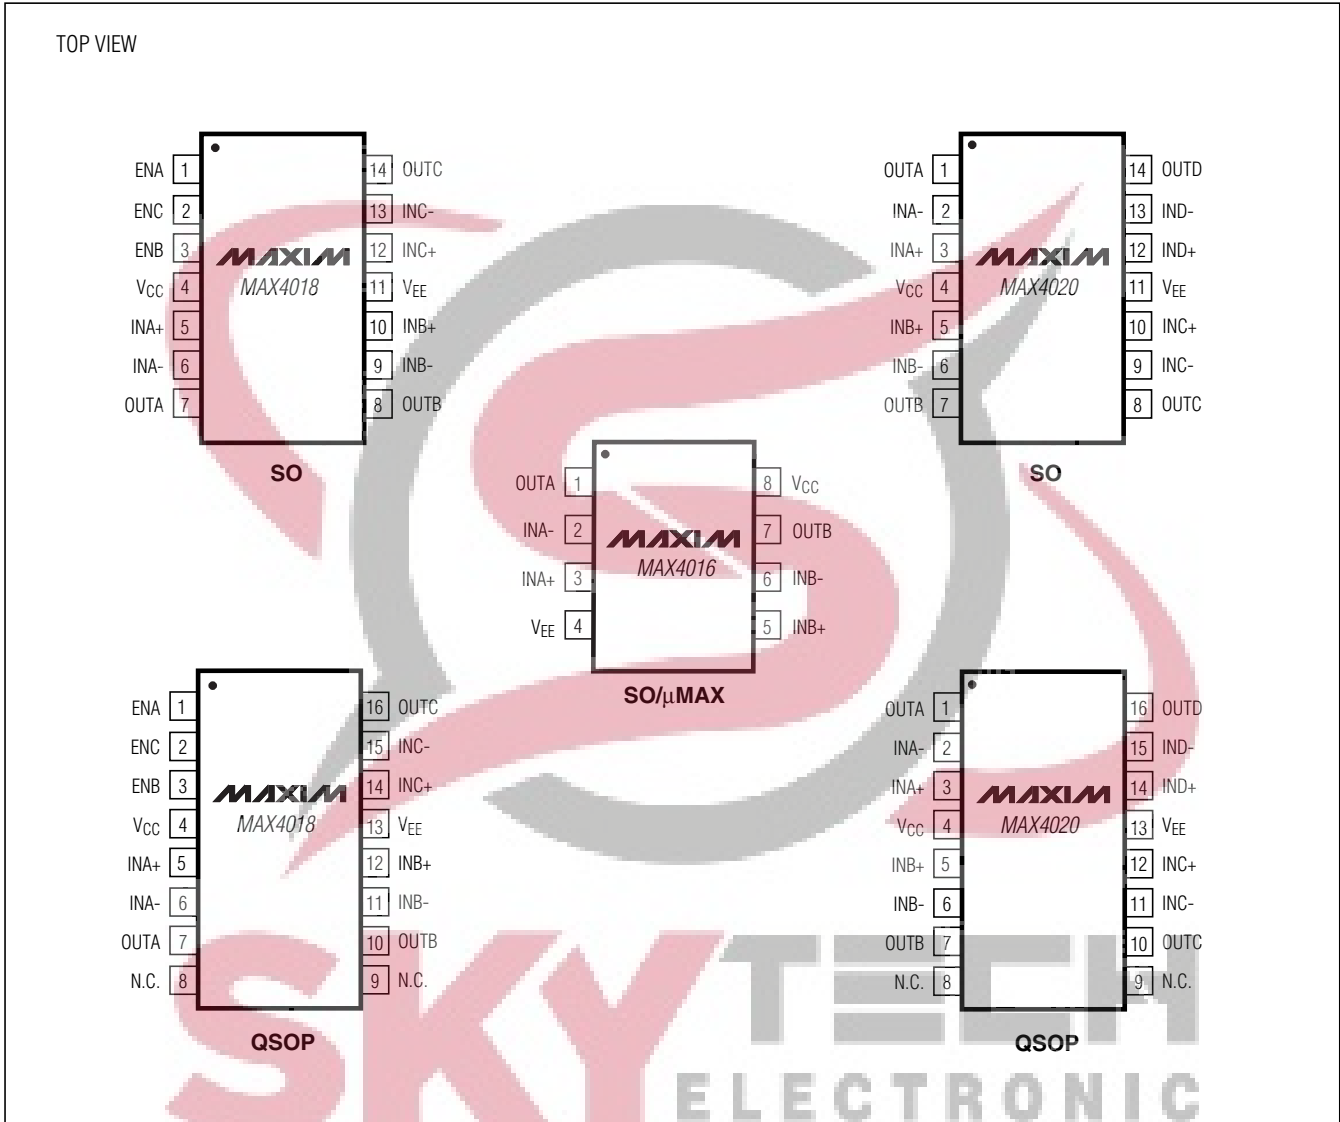 TOP VIEW
ENA 1
ENC 2
ENB 3
VCC 4
INA+ 5
INA- 6
OUTA 7
14 OUTC
13 INC-
12 INC+
11 VEE
10 INB+
9 INB-
8 OUTB
MAXIM
MAX4018
SO
OUTA 1
INA- 2
INA+ 3
VCC 4
INB+ 5
INB- 6
OUTB 7
14 OUTD
13 IND-
12 IND+
11 VEE
10 INC+
9 INC-
8 OUTC
MAXIM
MAX4020
SO
OUTA 1
INA- 2
INA+ 3
VEE 4
8 VCC
7 OUTB
6 INB-
5 INB+
MAXIM
MAX4016
SO/μMAX
ENA 1
ENC 2
ENB 3
VCC 4
INA+ 5
INA- 6
OUTA 7
N.C. 8
16 OUTC
15 INC-
14 INC+
13 VEE
12 INB+
11 INB-
10 OUTB
9 N.C.
MAXIM
MAX4018
QSOP
OUTA 1
INA- 2
INA+ 3
VCC 4
INB+ 5
INB- 6
OUTB 7
N.C. 8
16 OUTD
15 IND-
14 IND+
13 VEE
12 INC+
11 INC-
10 OUTC
9 N.C.
MAXIM
MAX4020
QSOP
SKYTECH
ELECTRONIC